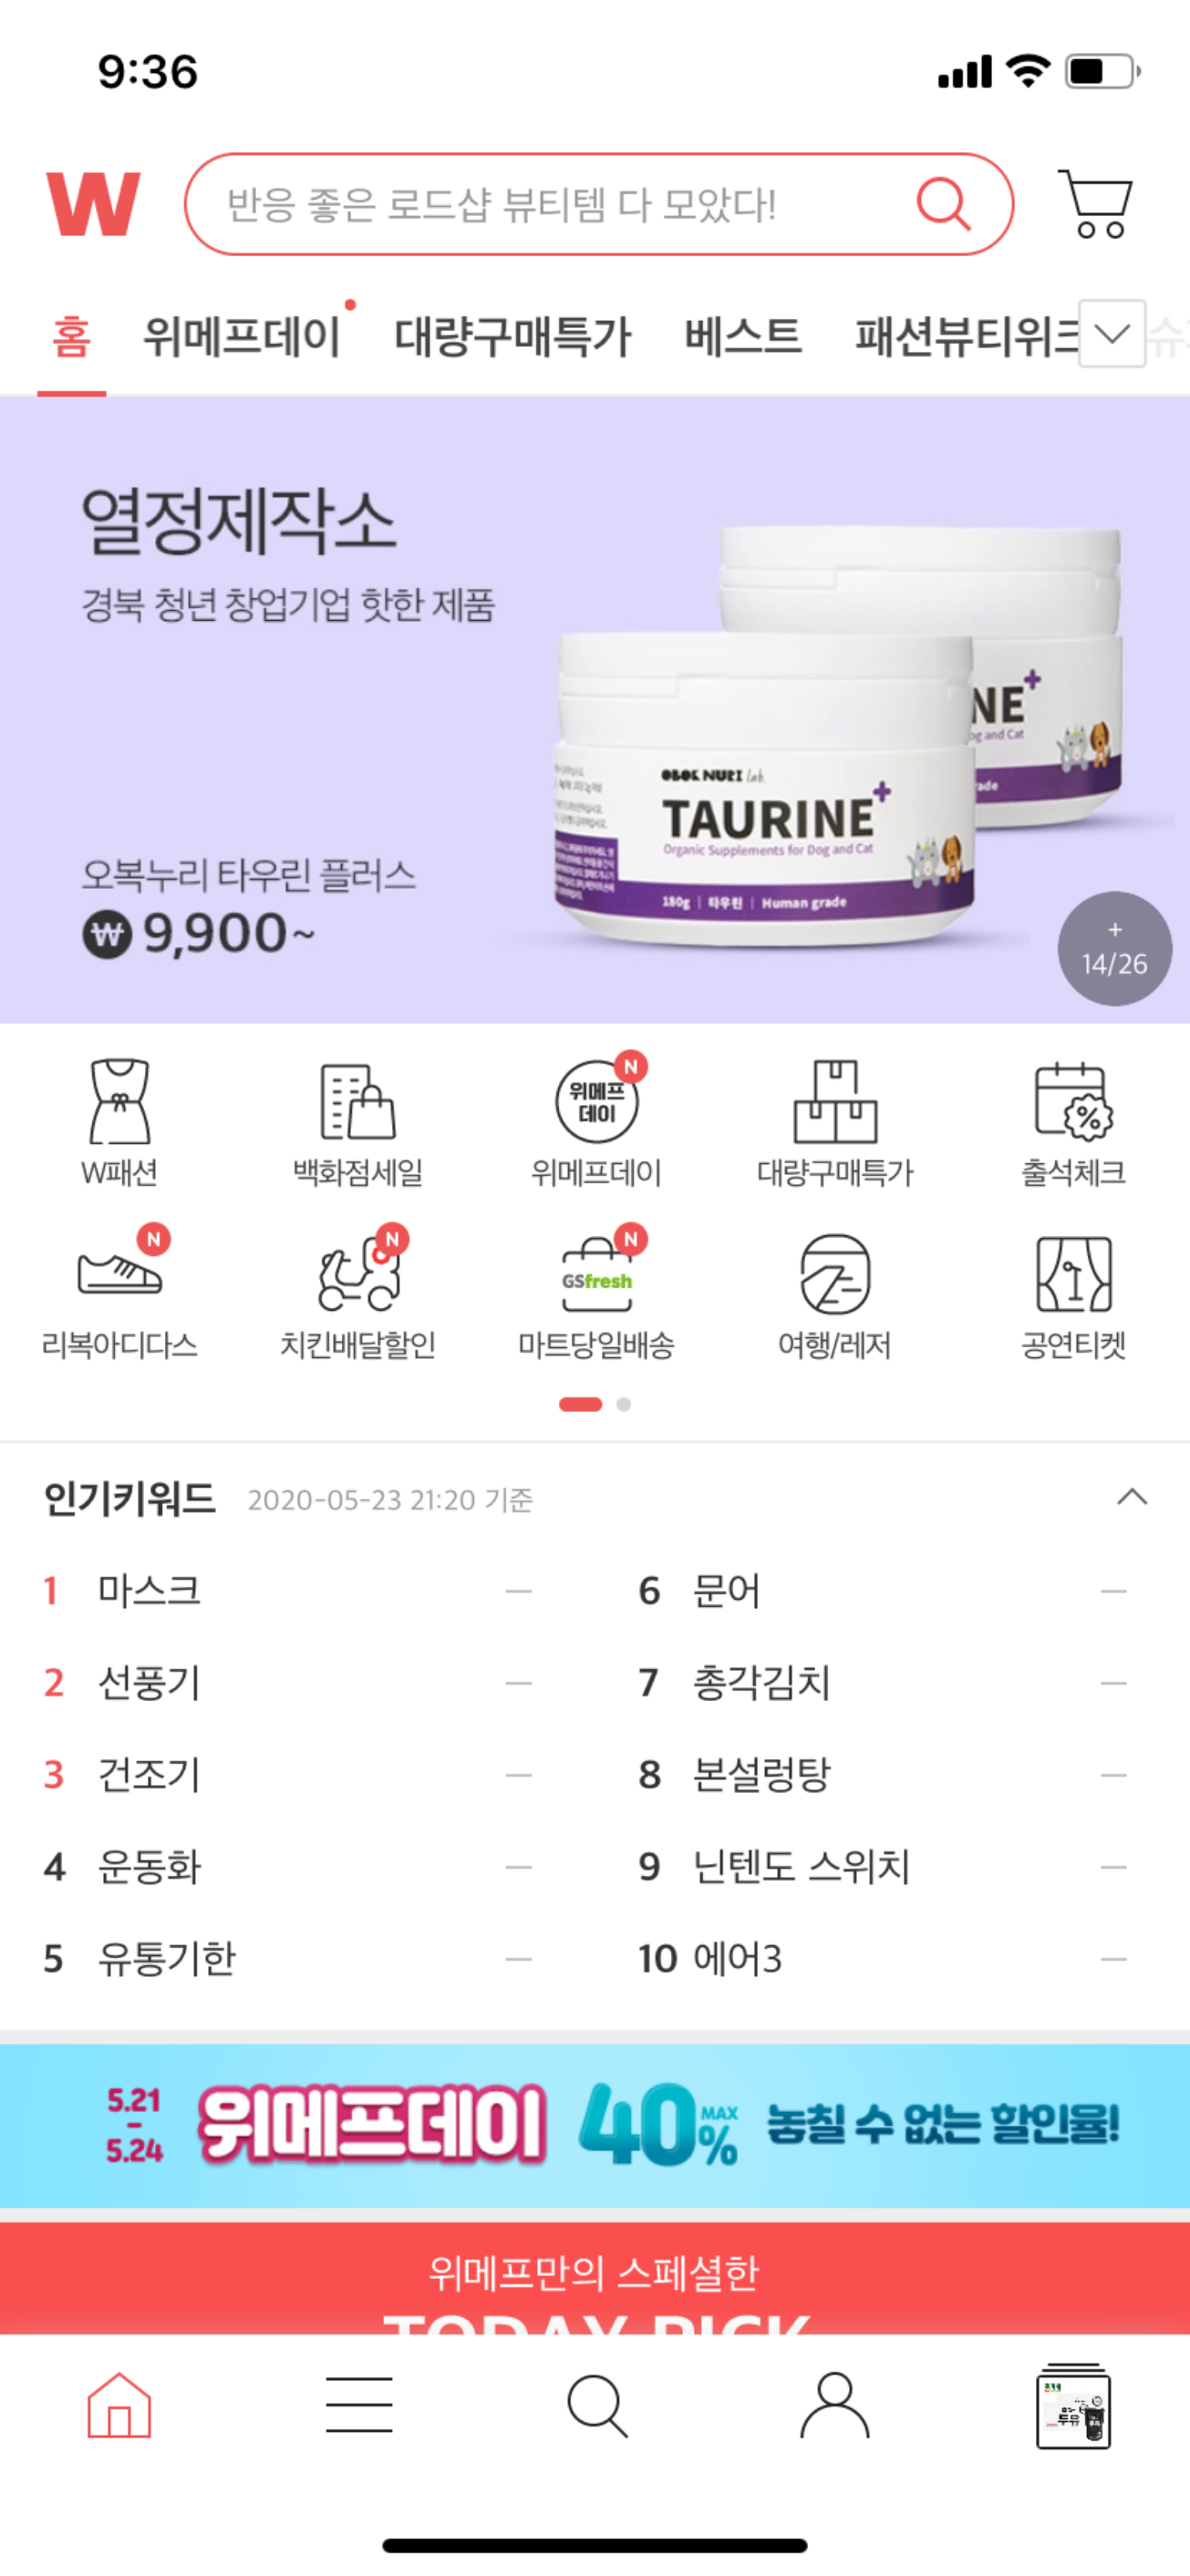 9:36
W
반응 좋은 로드샵 뷰티템 다 모았다!
홈 위메프데이 대량구매특가 베스트 패션뷰티위크 슈
열정제작소
경북 청년 창업기업 핫한 제품
NE+
og and Cat
ade
OBOK NURI lab.
TAURINE+
Organic Supplements for Dog and Cat
180g | 타우린 | Human grade
오복누리 타우린 플러스
₩ 9,900~
+
14/26
N
위메프
데이
W패션 백화점세일 위메프데이 대량구매특가 출석체크
N N N
GSfresh
리복아디다스 치킨배달할인 마트당일배송 여행/레저 공연티켓
인기키워드 2020-05-23 21:20 기준
1 마스크
2 선풍기
3 건조기
4 운동화
5 유통기한
6 문어
7 총각김치
8 본설렁탕
9 닌텐도 스위치
10 에어3
5.21
-
5.24
위메프데이 40% MAX 놓칠 수 없는 할인율!
위메프만의 스페셜한
TODAY PICK
두유